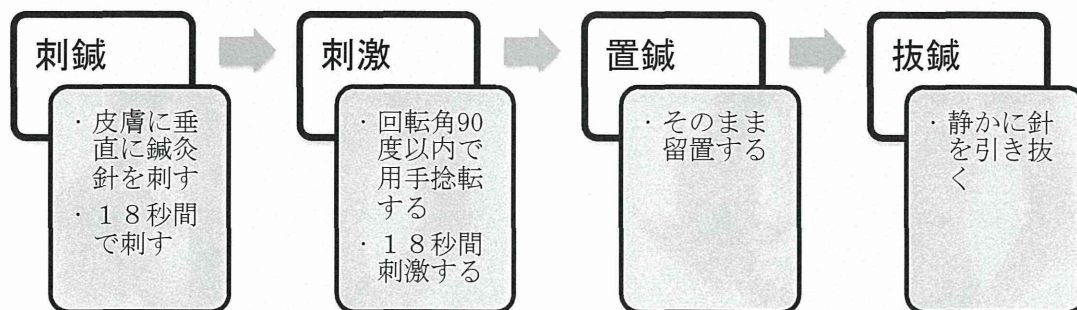 刺鍼
・皮膚に垂
直に鍼灸
針を刺す
・１８秒間
で刺す
刺激
・回転角90
度以内で
用手捻転
する
・１８秒間
刺激する
置鍼
・そのまま
留置する
抜鍼
・静かに針
を引き抜
く